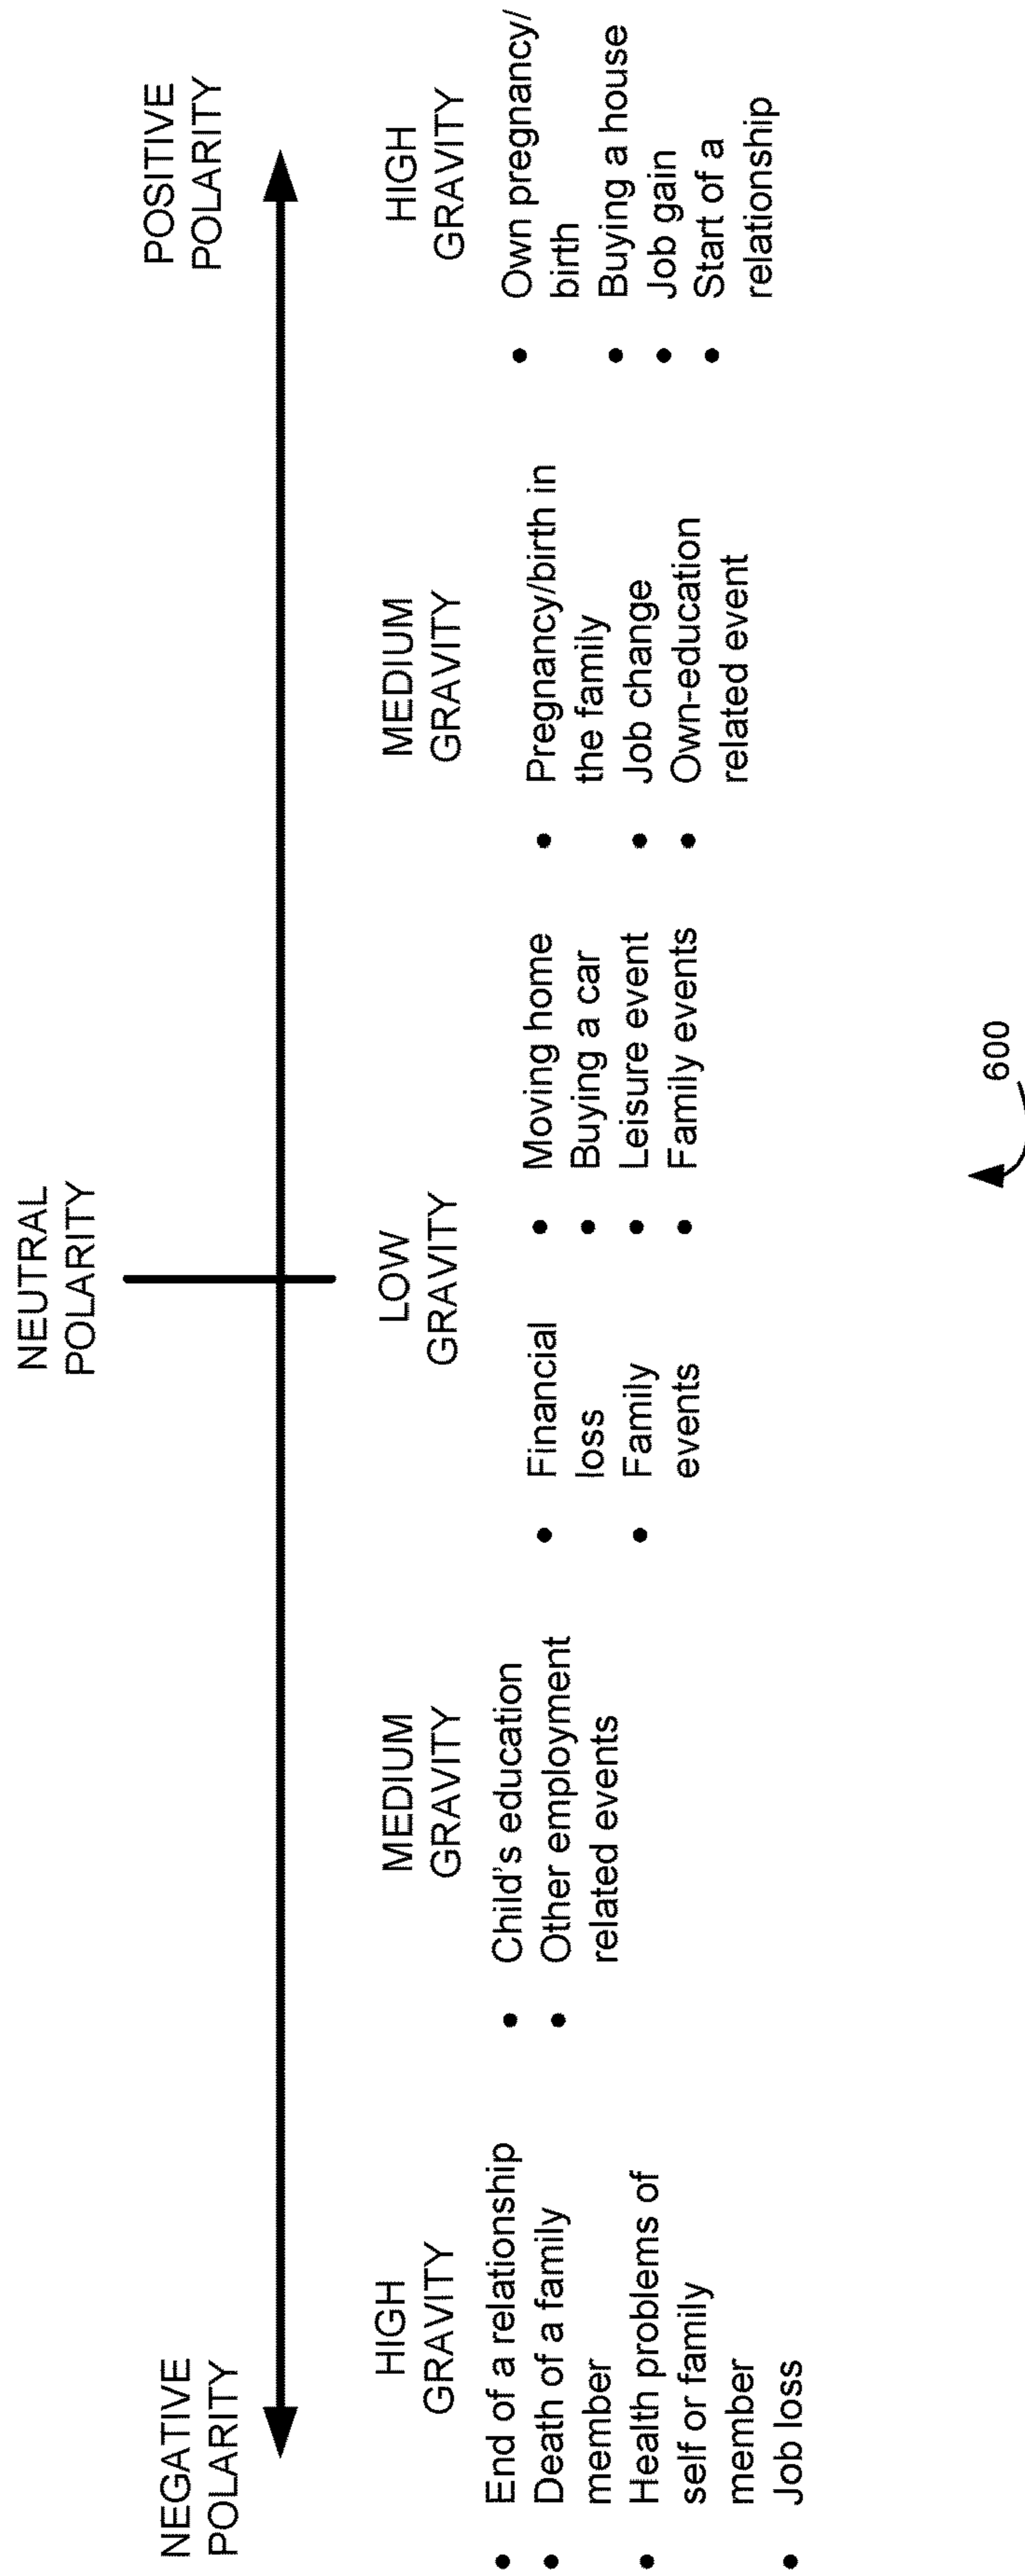 NEUTRAL
POLARITY
NEGATIVE
POLARITY
POSITIVE
POLARITY
HIGH
GRAVITY
• End of a relationship
• Death of a family
member
• Health problems of
self or family
member
• Job loss
MEDIUM
GRAVITY
• Child's education
• Other employment
related events
LOW
GRAVITY
• Financial
loss
• Family
events
• Moving home
• Buying a car
• Leisure event
• Family events
MEDIUM
GRAVITY
• Pregnancy/birth in
the family
• Job change
• Own-education
related event
HIGH
GRAVITY
• Own pregnancy/
birth
• Buying a house
• Job gain
• Start of a
relationship
600